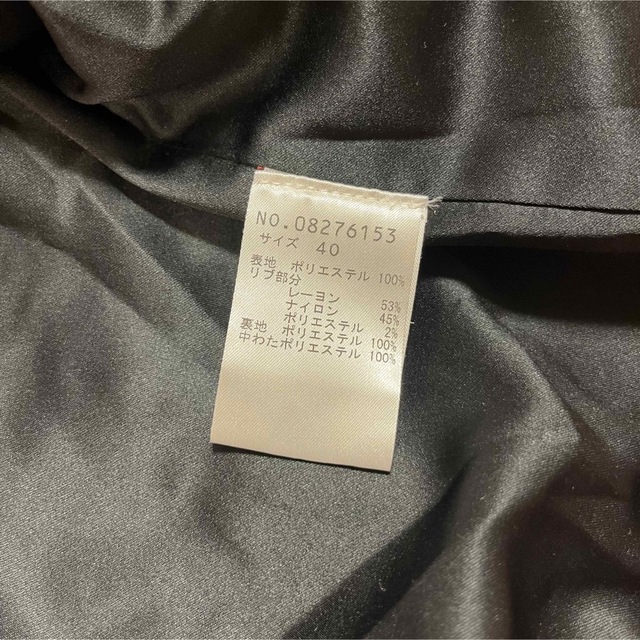 NO.08276153
サイズ 40
表地 ポリエステル 100%
リブ部分
レーヨン 53%
ナイロン 45%
ポリエステル 2%
裏地 ポリエステル 100%
中わたポリエステル 100%